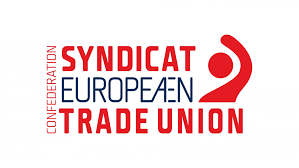 CONFEDERATION
SYNDICAT
EUROPEÆN
TRADE UNION